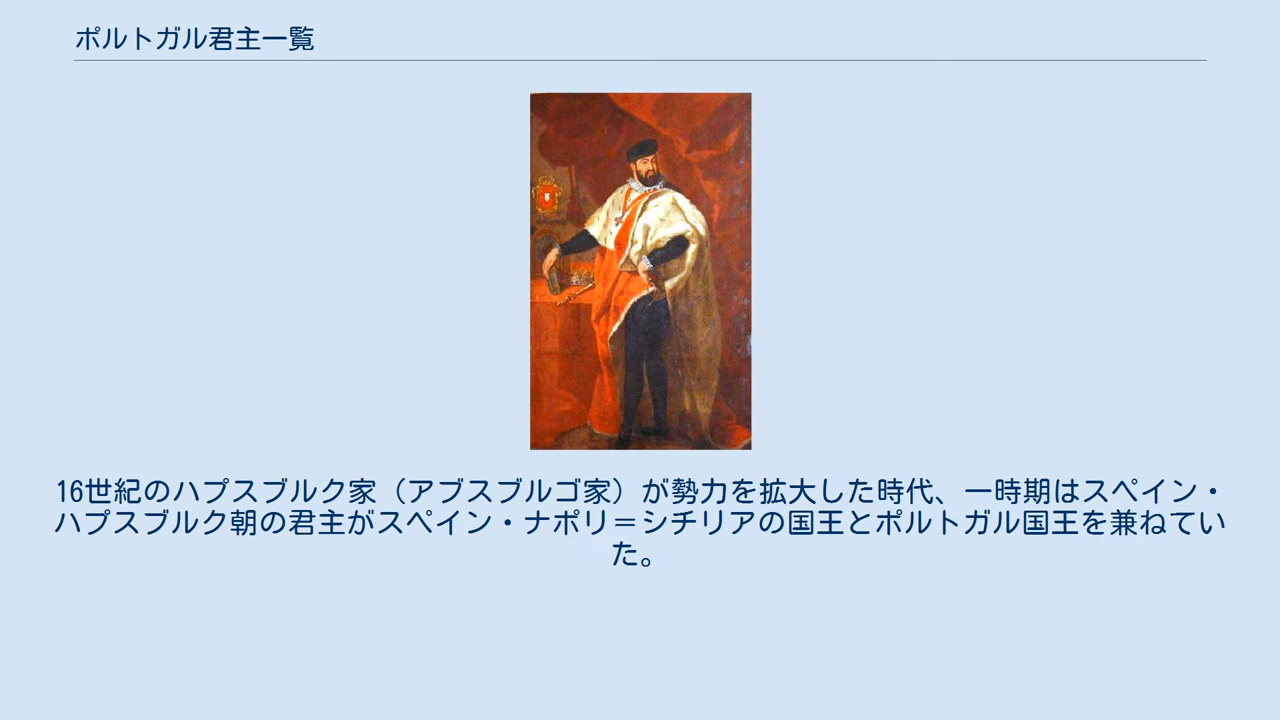 ポルトガル君主一覧
16世紀のハプスブルク家（アブスブルゴ家）が勢力を拡大した時代、一時期はスペイン・
ハプスブルク朝の君主がスペイン・ナポリ＝シチリアの国王とポルトガル国王を兼ねてい
た。